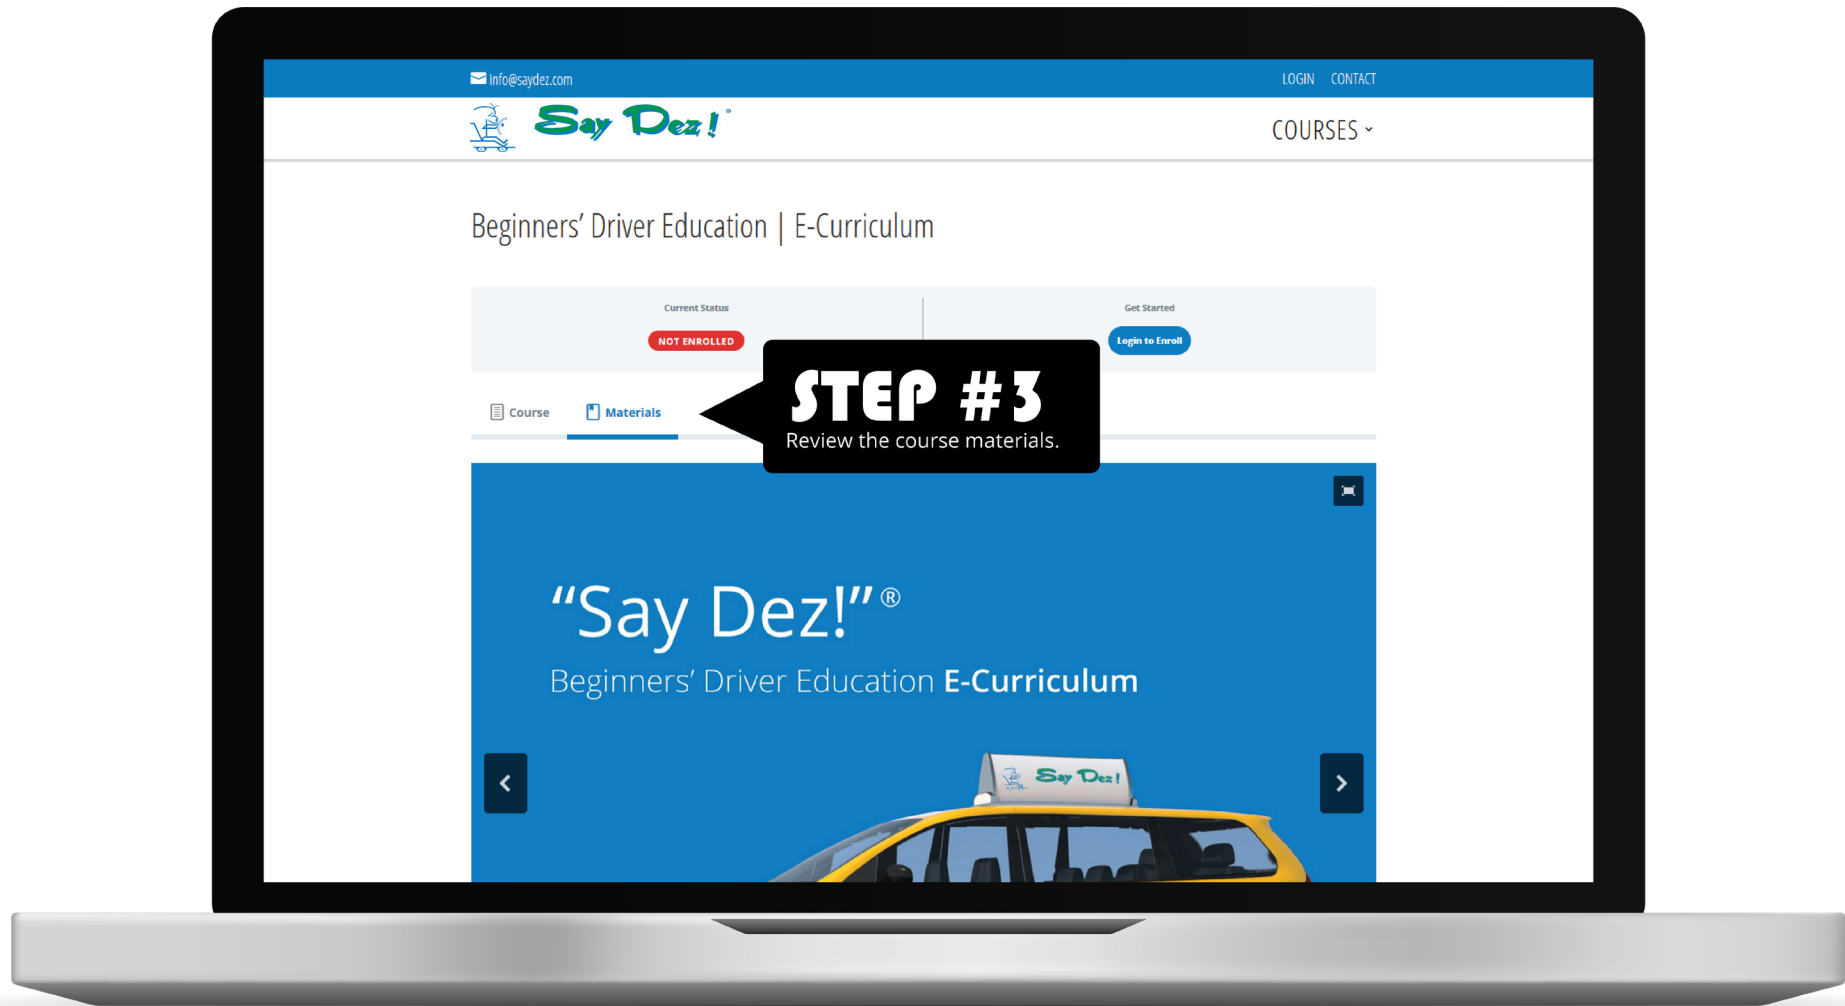 info@saydez.com
LOGIN CONTACT
Say Dez!®
COURSES
Beginners’ Driver Education | E-Curriculum
Current Status
Get Started
NOT ENROLLED
Login to Enroll
STEP #3
Review the course materials.
Course
Materials
“Say Dez!”®
Beginners’ Driver Education E-Curriculum
Say Dez!